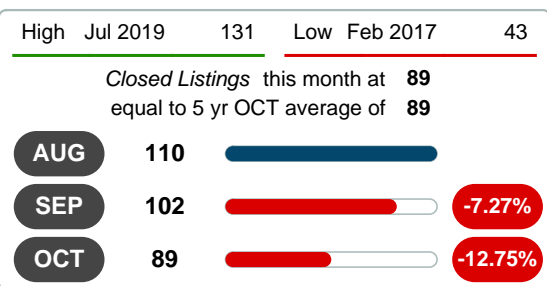 High Jul 2019 131 Low Feb 2017 43
Closed Listings this month at 89
equal to 5 yr OCT average of 89
AUG 110
SEP 102 -7.27%
OCT 89 -12.75%